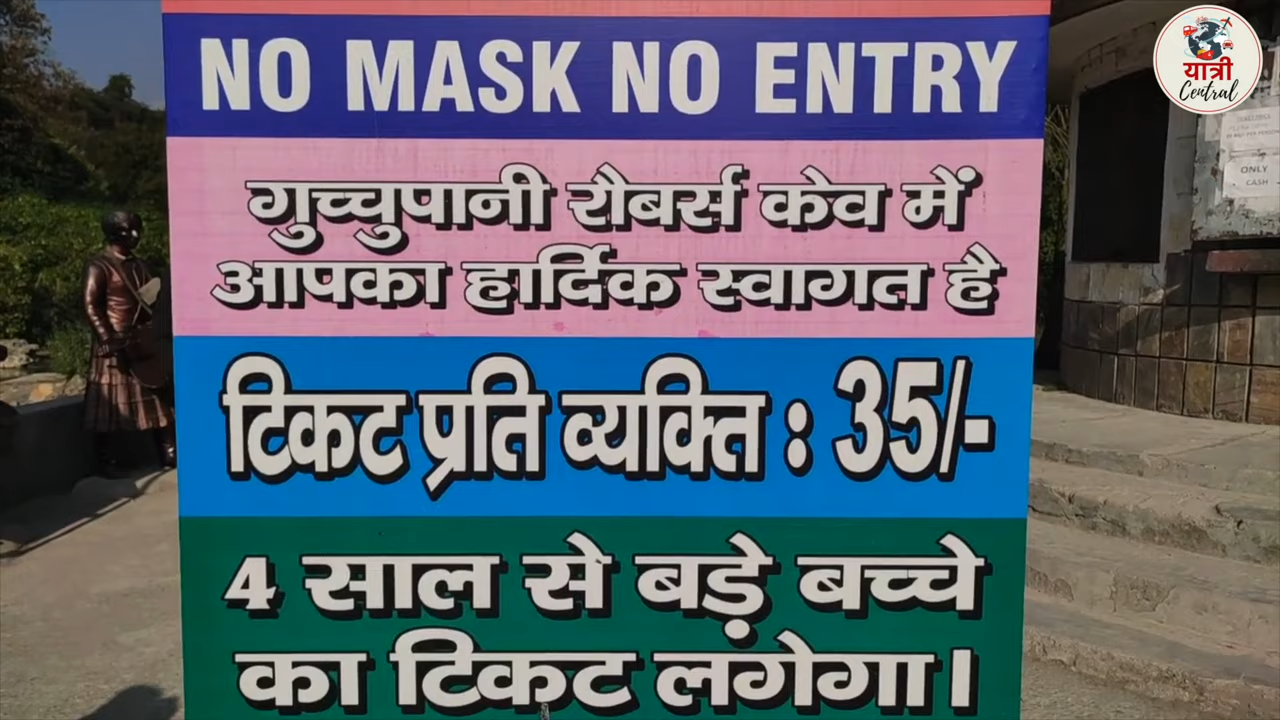 NO MASK NO ENTRY
गुच्चुपानी रौबर्स केव में
आपका हार्दिक स्वागत है
टिकट प्रति व्यक्ति : 35/-
4 साल से बड़े बच्चे
का टिकट लगेगा।
यात्री
Central
ONLY
CASH